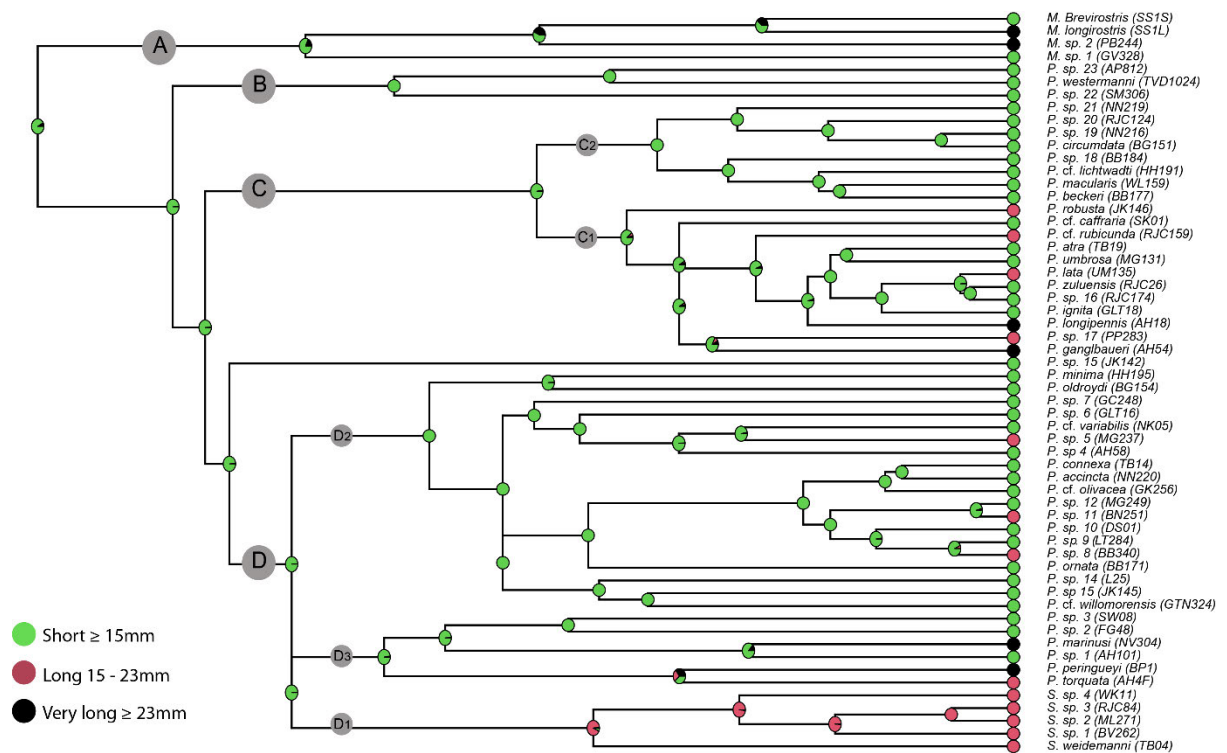 M. Brevirostris (SS1S)
M. longirostris (SS1L)
A
M. sp. 2 (PB244)
M. sp. 1 (GV328)
P. sp. 23 (AP812)
B
P. westermanni (TVD1024)
P. sp. 22 (SM306)
P. sp. 21 (NN219)
P. sp. 20 (RJC124)
P. sp. 19 (NN216)
C2
P. circumdata (BG151)
P. sp. 18 (BB184)
P. cf. lichtwadti (HH191)
C
P. macularis (WL159)
P. beckeri (BB177)
P. robusta (JK146)
P. cf. caffraria (SK01)
C1
P. cf. rubicunda (RJC159)
P. atra (TB19)
P. umbrosa (MG131)
P. lata (UM135)
P. zuluensis (RJC26)
P. sp. 16 (RJC174)
P. ignita (GLT18)
P. longipennis (AH18)
P. sp. 17 (PP283)
P. ganglbaueri (AH54)
P. sp. 15 (JK142)
P. minima (HH195)
P. oldroydi (BG154)
P. sp. 7 (GC248)
P. sp. 6 (GLT16)
P. cf. variabilis (NK05)
D2
P. sp. 5 (MG237)
P. sp 4 (AH58)
P. connexa (TB14)
P. accincta (NN220)
P. cf. olivacea (GK256)
P. sp. 12 (MG249)
P. sp. 11 (BN251)
P. sp. 10 (DS01)
P. sp. 9 (LT284)
P. sp. 8 (BB340)
D
P. ornata (BB171)
P. sp. 14 (L25)
P. sp 15 (JK145)
P. cf. willomorensis (GTN324)
P. sp. 3 (SW08)
P. sp. 2 (FG48)
P. marinusi (NV304)
D3
P. sp. 1 (AH101)
P. peringueyi (BP1)
P. torquata (AH4F)
S. sp. 4 (WK11)
S. sp. 3 (RJC84)
S. sp. 2 (ML271)
D1
S. sp. 1 (BV262)
S. weidemanni (TB04)
Short ≥ 15mm
Long 15 - 23mm
Very long ≥ 23mm